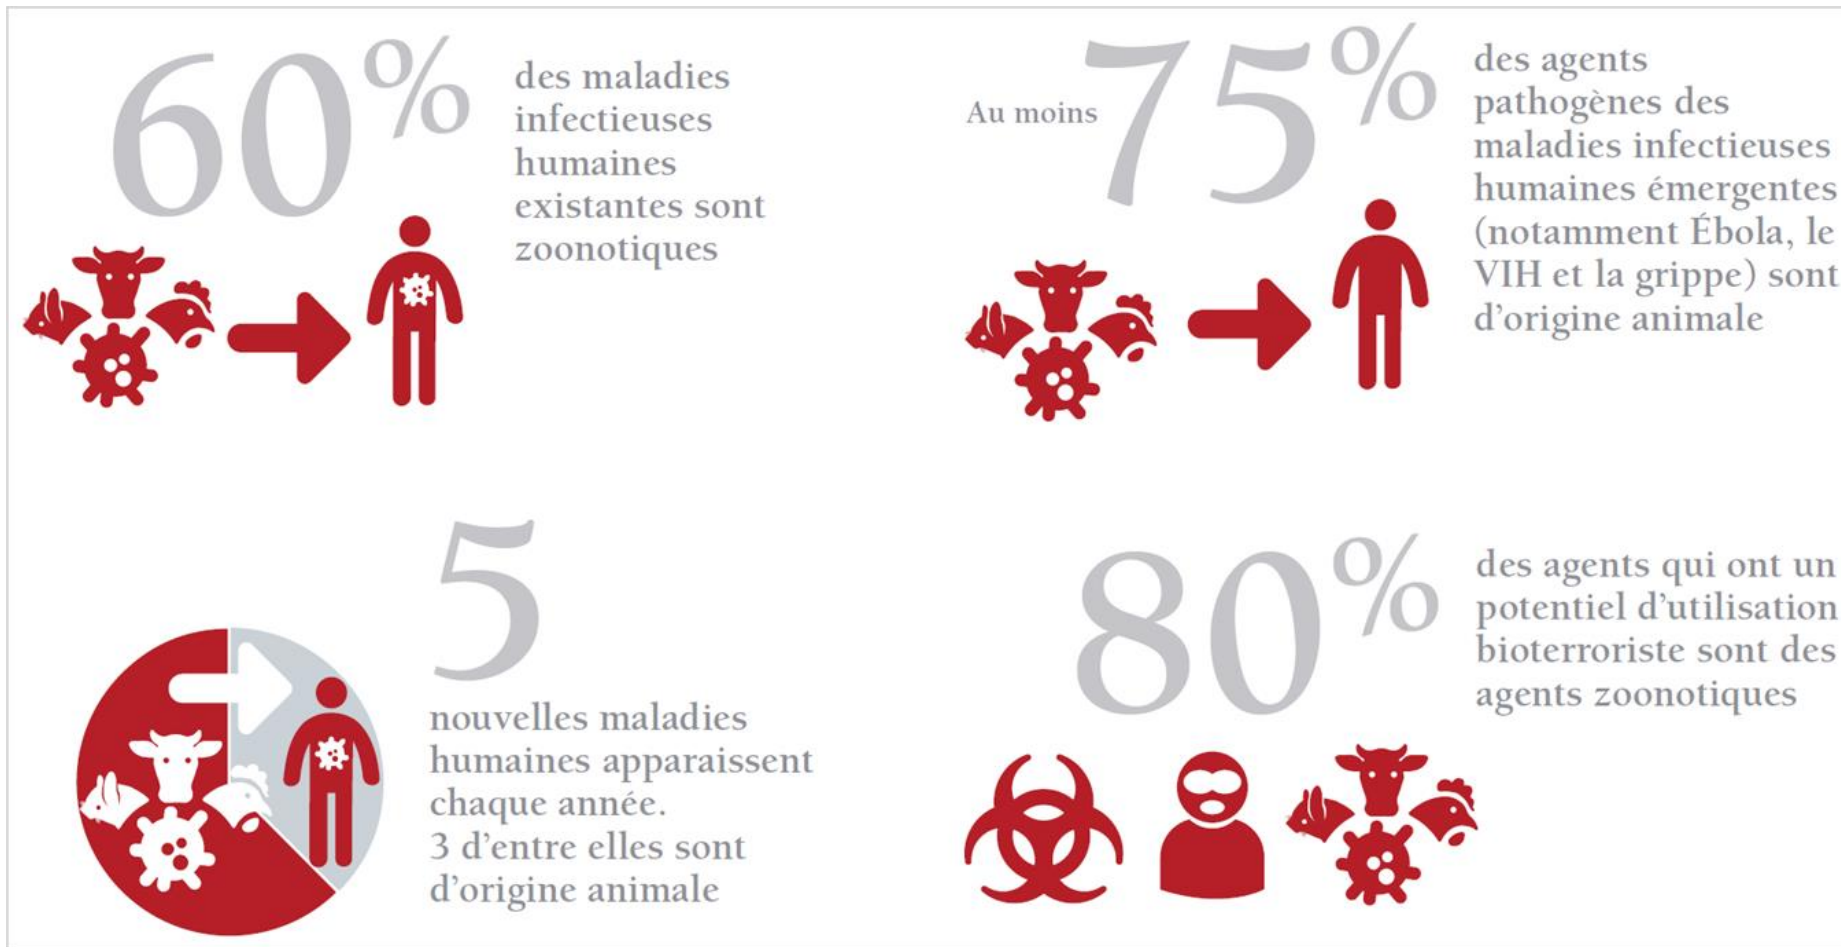 60%
des maladies
infectieuses
humaines
existantes sont
zoonotiques
Au moins
75%
des agents
pathogènes des
maladies infectieuses
humaines émergentes
(notamment Ébola, le
VIH et la grippe) sont
d'origine animale
5
nouvelles maladies
humaines apparaissent
chaque année.
3 d'entre elles sont
d'origine animale
80%
des agents qui ont un
potentiel d'utilisation
bioterroriste sont des
agents zoonotiques